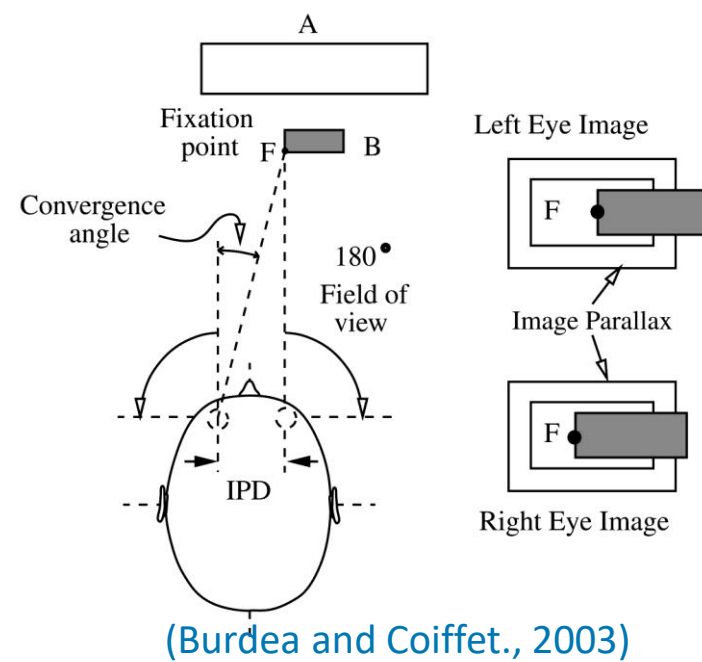 A
Fixation
point
F
B
Convergence
angle
180°
Field of
view
IPD
Left Eye Image
F
Image Parallax
F
Right Eye Image
(Burdea and Coiffet., 2003)